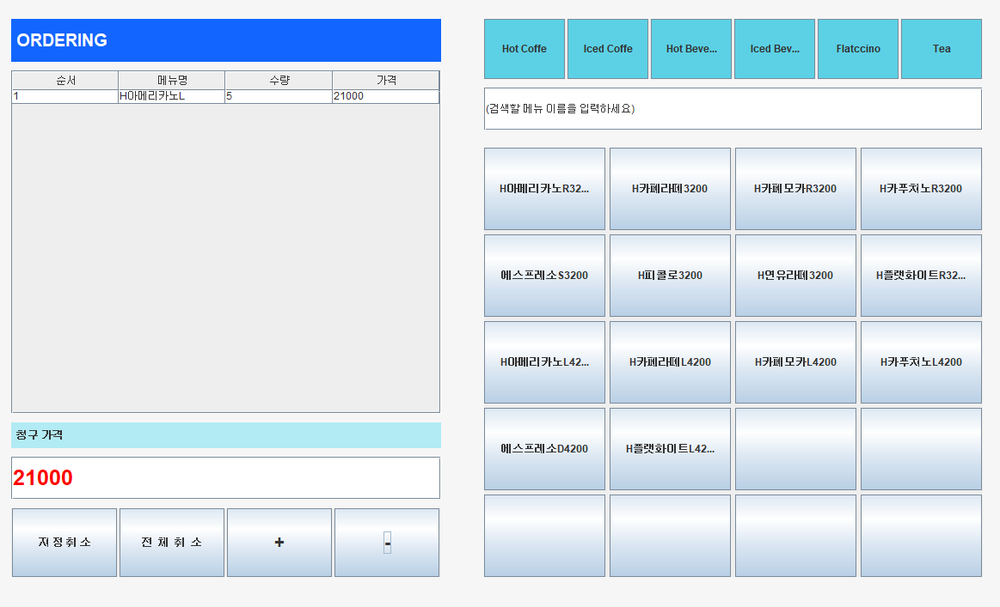 ORDERING
순서 메뉴명 수량 가격
1 H아메리카노L 5 21000
청구 가격
21000
지정취소 전 체 취 소 + -
Hot Coffe Iced Coffe Hot Beve... Iced Bev... Flatccino Tea
(검색할 메뉴 이름을 입력하세요)
H아메리카노R32... H카페라떼3200 H카페모카R3200 H카푸치노R3200
에스프레소S3200 H피콜로3200 H연유라떼3200 H플랫화이트R32...
H아메리카노L42... H카페라떼L4200 H카페모카L4200 H카푸치노L4200
에스프레소D4200 H플랫화이트L42...